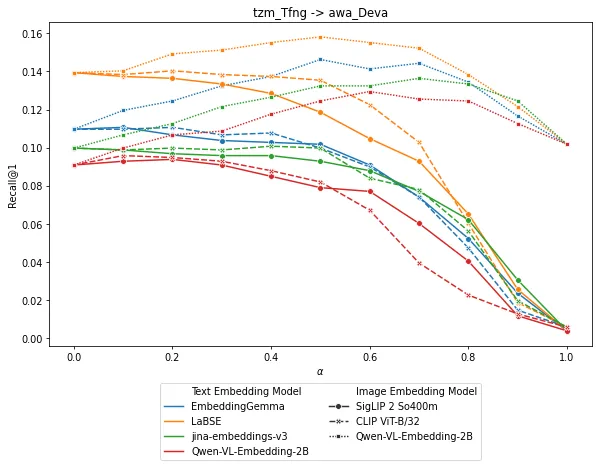 tzm_Tfng -> awa_Deva
0.16
0.14
0.12
0.10
0.08
0.06
0.04
0.02
0.00
Recall@1
0.0 0.2 0.4 0.6 0.8 1.0
α
Text Embedding Model Image Embedding Model
EmbeddingGemma SigLIP 2 So400m
LaBSE CLIP ViT-B/32
jina-embeddings-v3 Qwen-VL-Embedding-2B
Qwen-VL-Embedding-2B